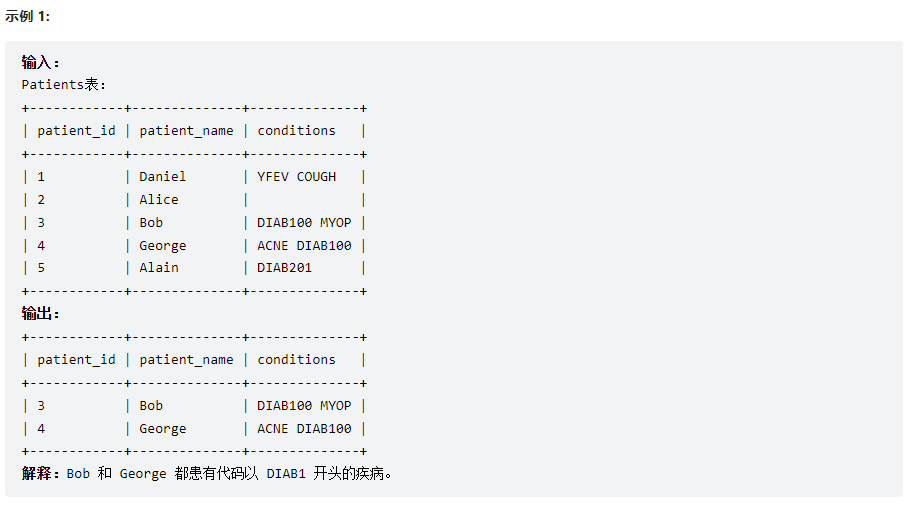 示例 1:
输入：
Patients表：
+------------+--------------+-------------+
| patient_id | patient_name | conditions   |
+------------+--------------+-------------+
| 1          | Daniel       | YFEV COUGH   |
| 2          | Alice        |              |
| 3          | Bob          | DIAB100 MYOP |
| 4          | George       | ACNE DIAB100 |
| 5          | Alain        | DIAB201      |
+------------+--------------+-------------+
输出：
+------------+--------------+-------------+
| patient_id | patient_name | conditions   |
+------------+--------------+-------------+
| 3          | Bob          | DIAB100 MYOP |
| 4          | George       | ACNE DIAB100 |
+------------+--------------+-------------+
解释：Bob 和 George 都患有代码以 DIAB1 开头的疾病。